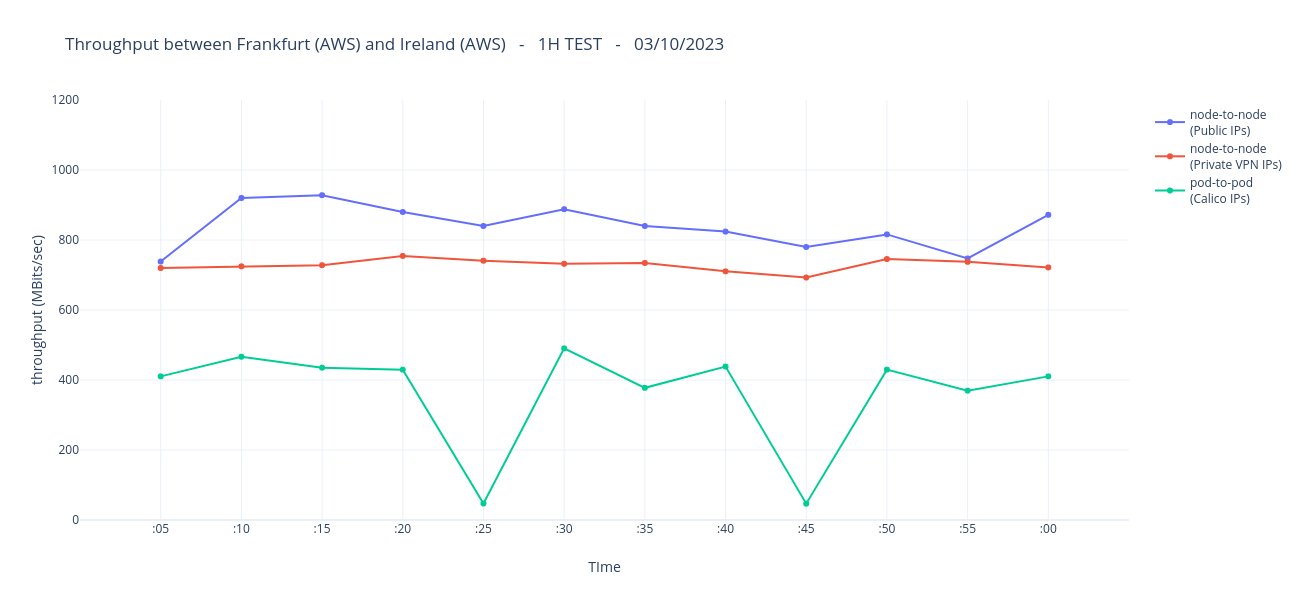 Throughput between Frankfurt (AWS) and Ireland (AWS) - 1H TEST - 03/10/2023
1200
1000
800
600
400
200
0
throughput (MBits/sec)
:05 :10 :15 :20 :25 :30 :35 :40 :45 :50 :55 :00
TIme
node-to-node
(Public IPs)
node-to-node
(Private VPN IPs)
pod-to-pod
(Calico IPs)